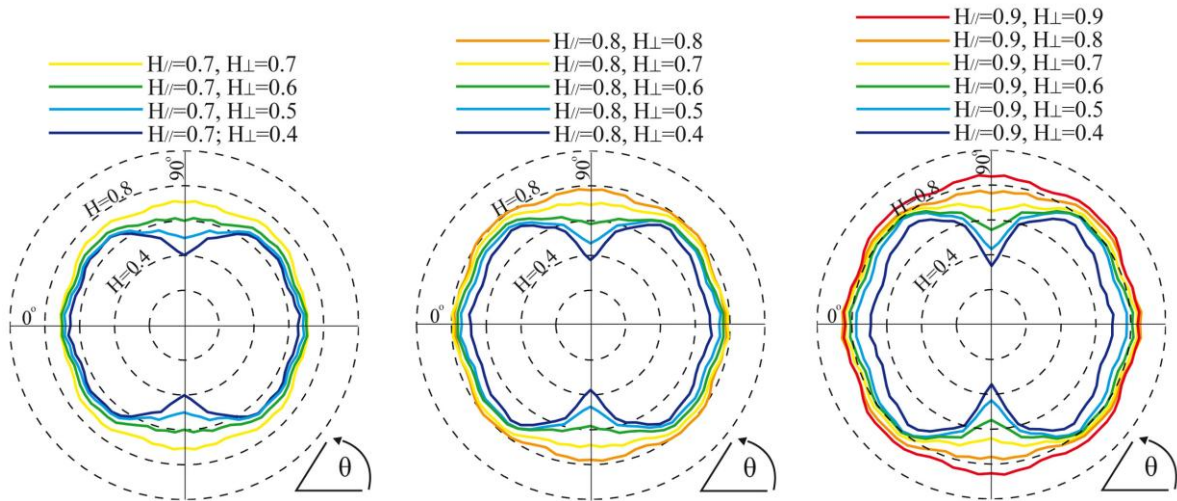 H//=0.7, H⊥=0.7
H//=0.7, H⊥=0.6
H//=0.7, H⊥=0.5
H//=0.7; H⊥=0.4
90°
H=0.8
H=0.4
0°
θ
H//=0.8, H⊥=0.8
H//=0.8, H⊥=0.7
H//=0.8, H⊥=0.6
H//=0.8, H⊥=0.5
H//=0.8, H⊥=0.4
90°
H=0.8
H=0.4
0°
θ
H//=0.9, H⊥=0.9
H//=0.9, H⊥=0.8
H//=0.9, H⊥=0.7
H//=0.9, H⊥=0.6
H//=0.9, H⊥=0.5
H//=0.9, H⊥=0.4
90°
H=0.8
H=0.4
0°
θ